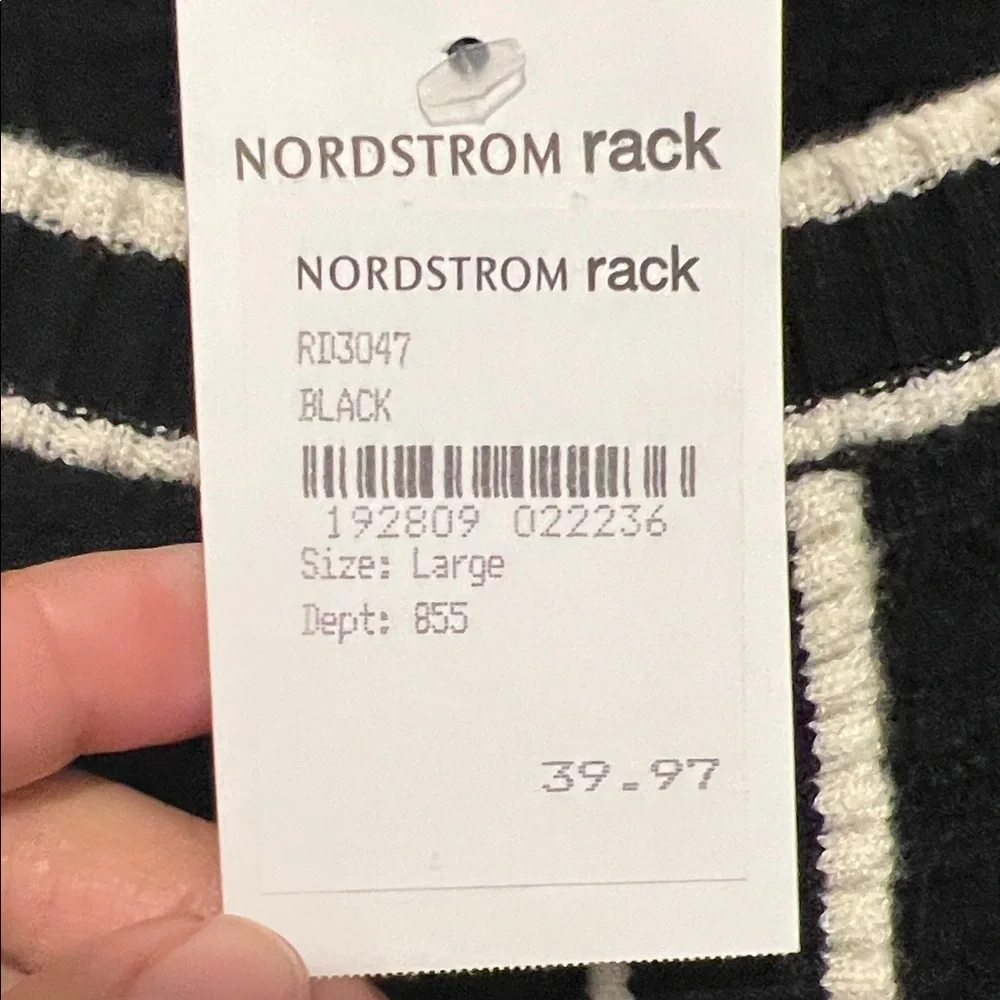 NORDSTROM rack
NORDSTROM rack
RD3047
BLACK
192809 022236
Size: Large
Dept: 855
39.97